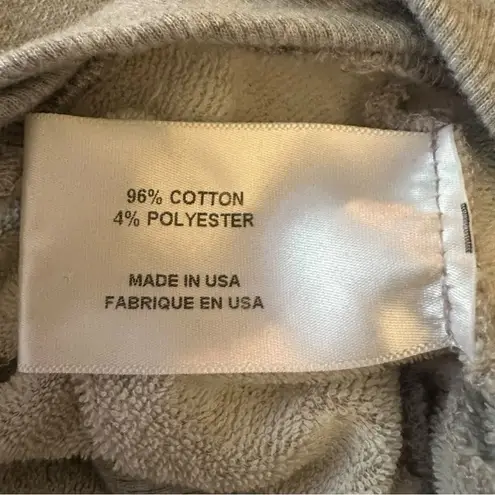 96% COTTON
4% POLYESTER
MADE IN USA
FABRIQUE EN USA